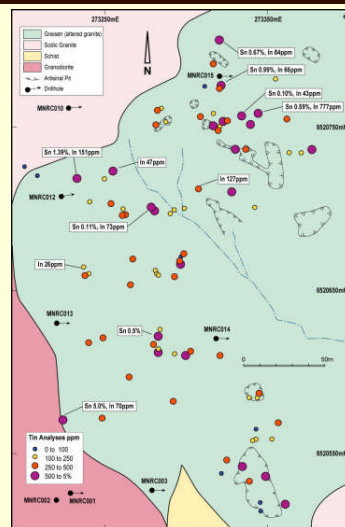 273250mE
273350mE
Greisen (altered granite)
Sodic Granite
Schist
Granodiorite
Artisanal Pit
Drillhole
N
Sn 0.67%, In 84ppm
Sn 0.99%, In 66ppm
MNRC015
Sn 0.10%, In 43ppm
MNRC010
Sn 0.59%, In 777ppm
8520750mN
Sn 1.39%, In 151ppm
In 47ppm
In 127ppm
MNRC012
Sn 0.11%, In 73ppm
In 26ppm
8520650mN
MNRC013
Sn 0.5%
MNRC014
0
50m
Sn 5.0%, In 70ppm
Tin Analyses ppm
0 to 100
100 to 250
250 to 500
500 to 5%
8520550mN
MNRC003
MNRC002
MNRC001